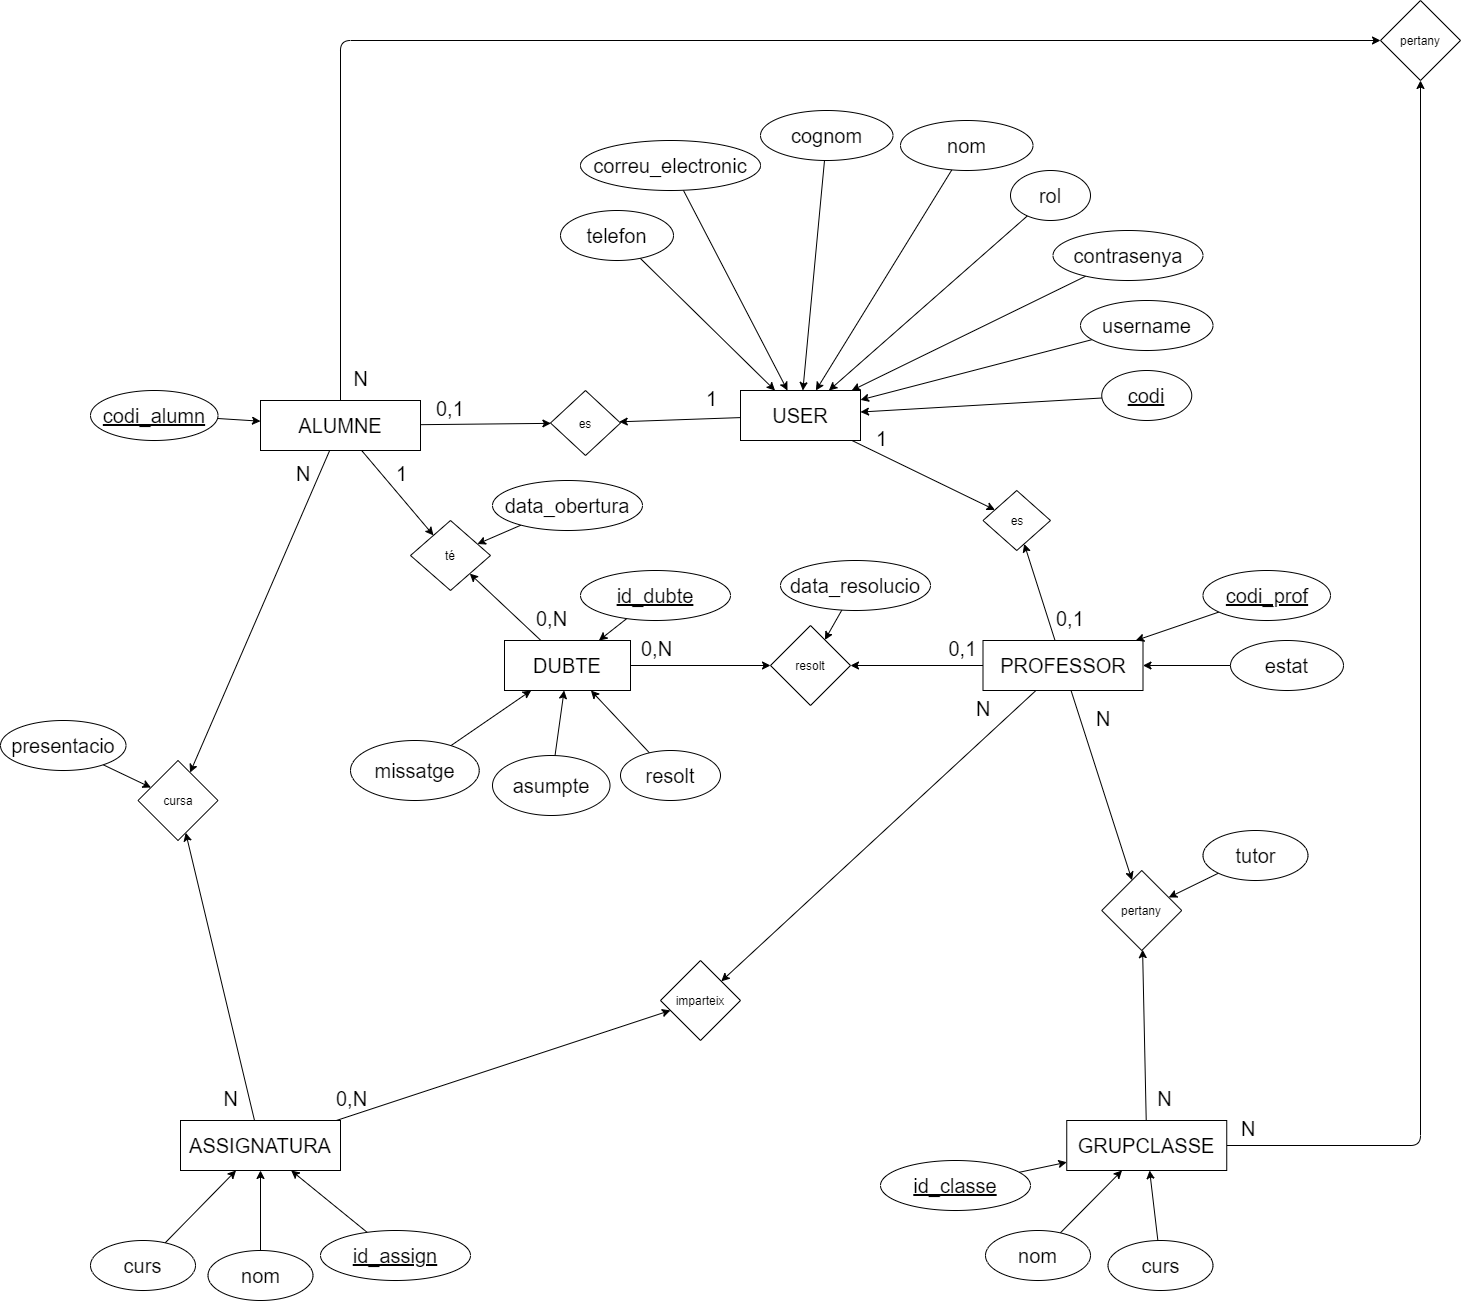 pertany
cognom
nom
correu_electronic
rol
telefon
contrasenya
username
N
codi
codi_alumn
ALUMNE
0,1
es
1
USER
1
N
1
data_obertura
es
té
data_resolucio
id_dubte
codi_prof
0,N
0,1
DUBTE
0,N
resolt
0,1
PROFESSOR
estat
N
N
presentacio
missatge
asumpte
resolt
cursa
tutor
pertany
imparteix
N
0,N
N
N
ASSIGNATURA
GRUPCLASSE
id_classe
curs
nom
id_assign
nom
curs